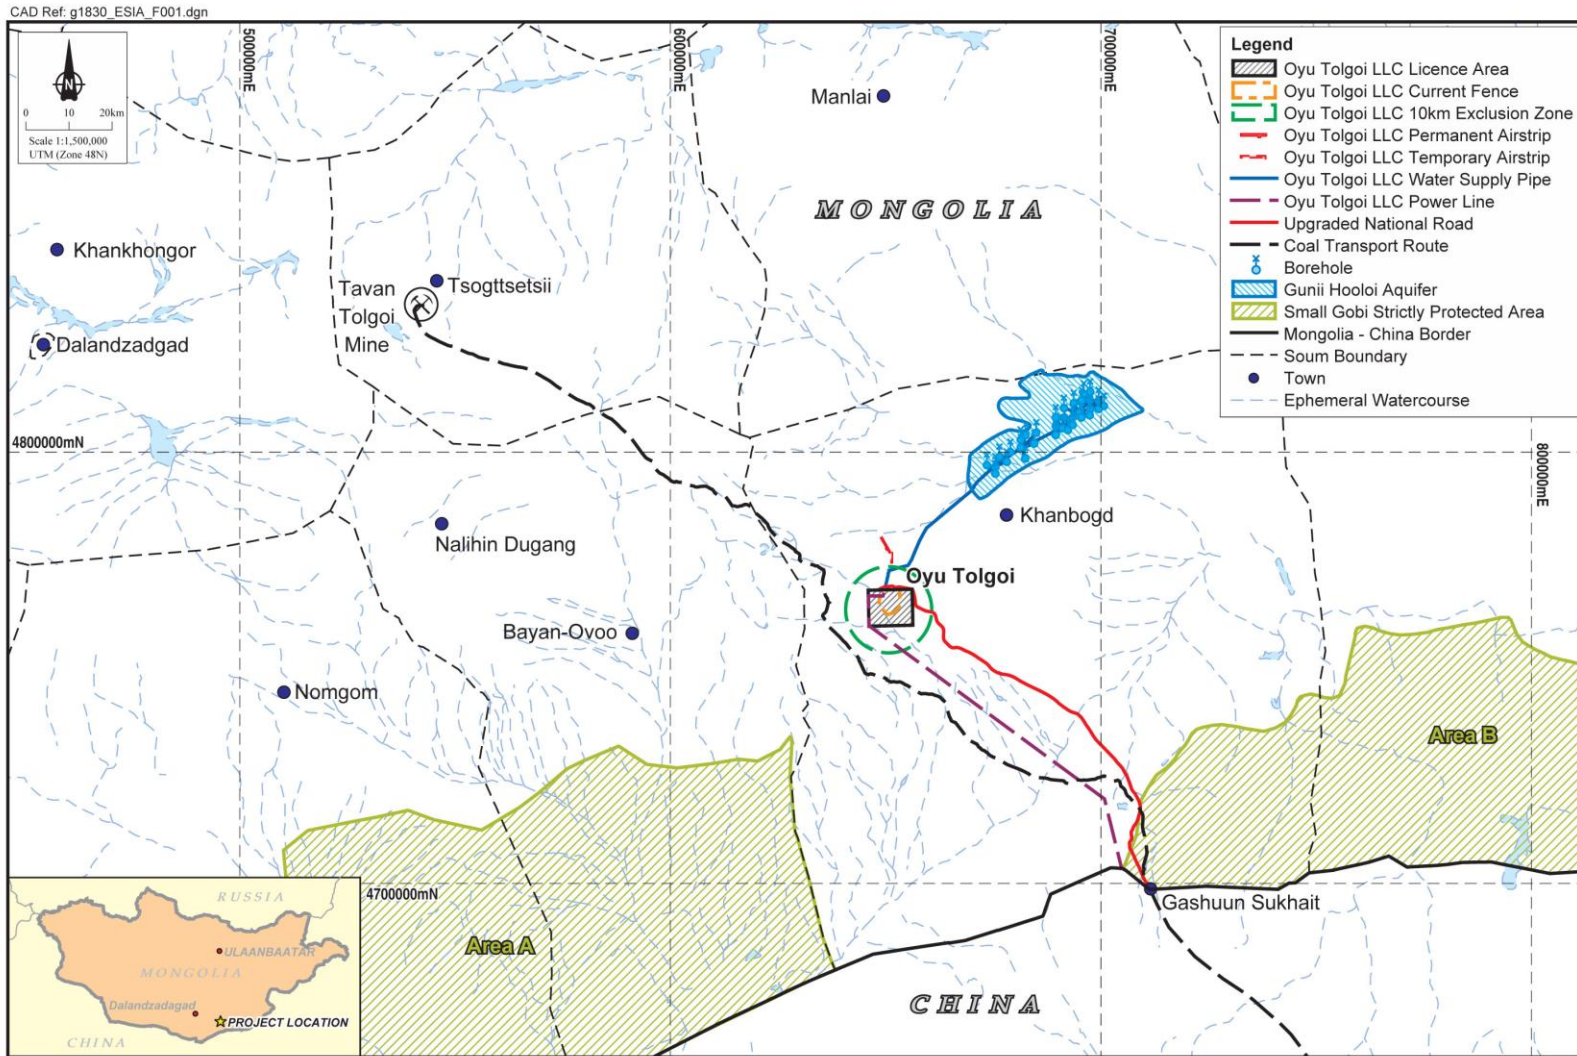 CAD Ref: g1830_ESIA_F001.dgn
N
0 10 20km
Scale 1:1,500,000
UTM (Zone 48N)
500000mE
600000mE
700000mE
800000mE
4800000mN
4700000mN
Legend
Oyu Tolgoi LLC Licence Area
Oyu Tolgoi LLC Current Fence
Oyu Tolgoi LLC 10km Exclusion Zone
Oyu Tolgoi LLC Permanent Airstrip
Oyu Tolgoi LLC Temporary Airstrip
Oyu Tolgoi LLC Water Supply Pipe
Oyu Tolgoi LLC Power Line
Upgraded National Road
Coal Transport Route
Borehole
Gunii Hooloi Aquifer
Small Gobi Strictly Protected Area
Mongolia - China Border
Soum Boundary
Town
Ephemeral Watercourse
Manlai
MONGOLIA
Khankhongor
Tsogttsetsii
Tavan
Tolgoi
Mine
Dalandzadgad
Khanbogd
Nalihin Dugang
Oyu Tolgoi
Bayan-Ovoo
Nomgom
Area B
Area A
Gashuun Sukhait
CHINA
RUSSIA
ULAANBAATAR
MONGOLIA
Dalandzadagad
PROJECT LOCATION
CHINA